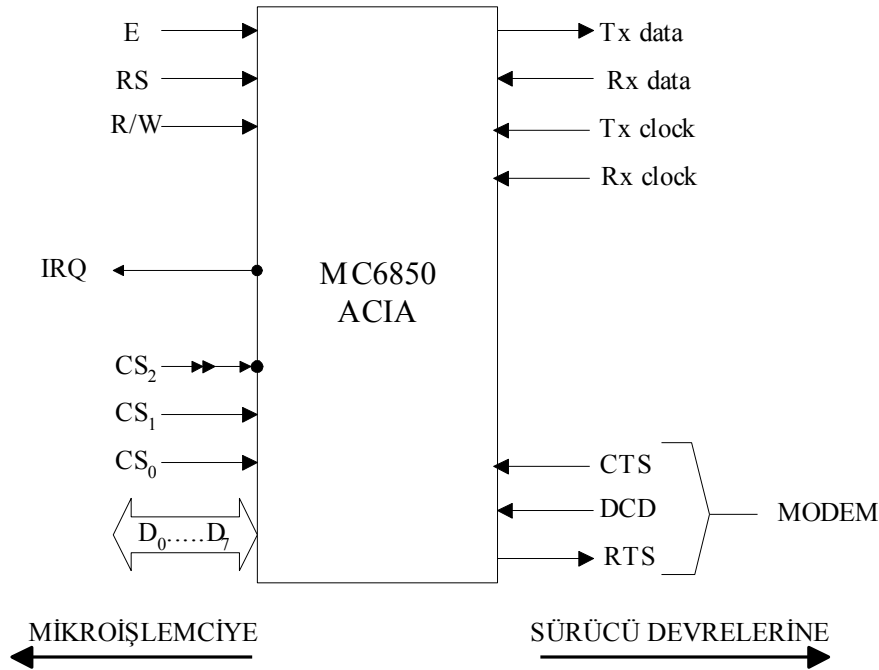 E
RS
R/W
IRQ
CS₂
CS₁
CS₀
D₀.....D₇
MC6850
ACIA
Tx data
Rx data
Tx clock
Rx clock
CTS
DCD
RTS
MODEM
MİKROİŞLEMCİYE
SÜRÜCÜ DEVRELERİNE